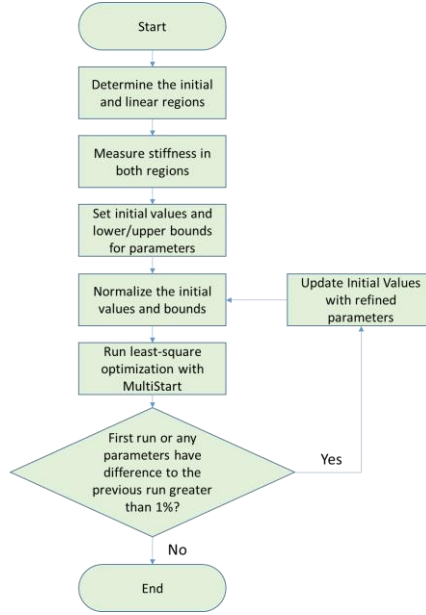 Start
Determine the initial
and linear regions
Measure stiffness in
both regions
Set initial values and
lower/upper bounds
for parameters
Normalize the initial
values and bounds
Update Initial Values
with refined
parameters
Run least-square
optimization with
MultiStart
First run or any
parameters have
difference to the
previous run greater
than 1%?
Yes
No
End